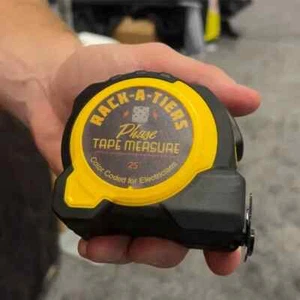 RACK-A-TIERS
Phase
TAPE MEASURE
25'
Color Coded for Electricians